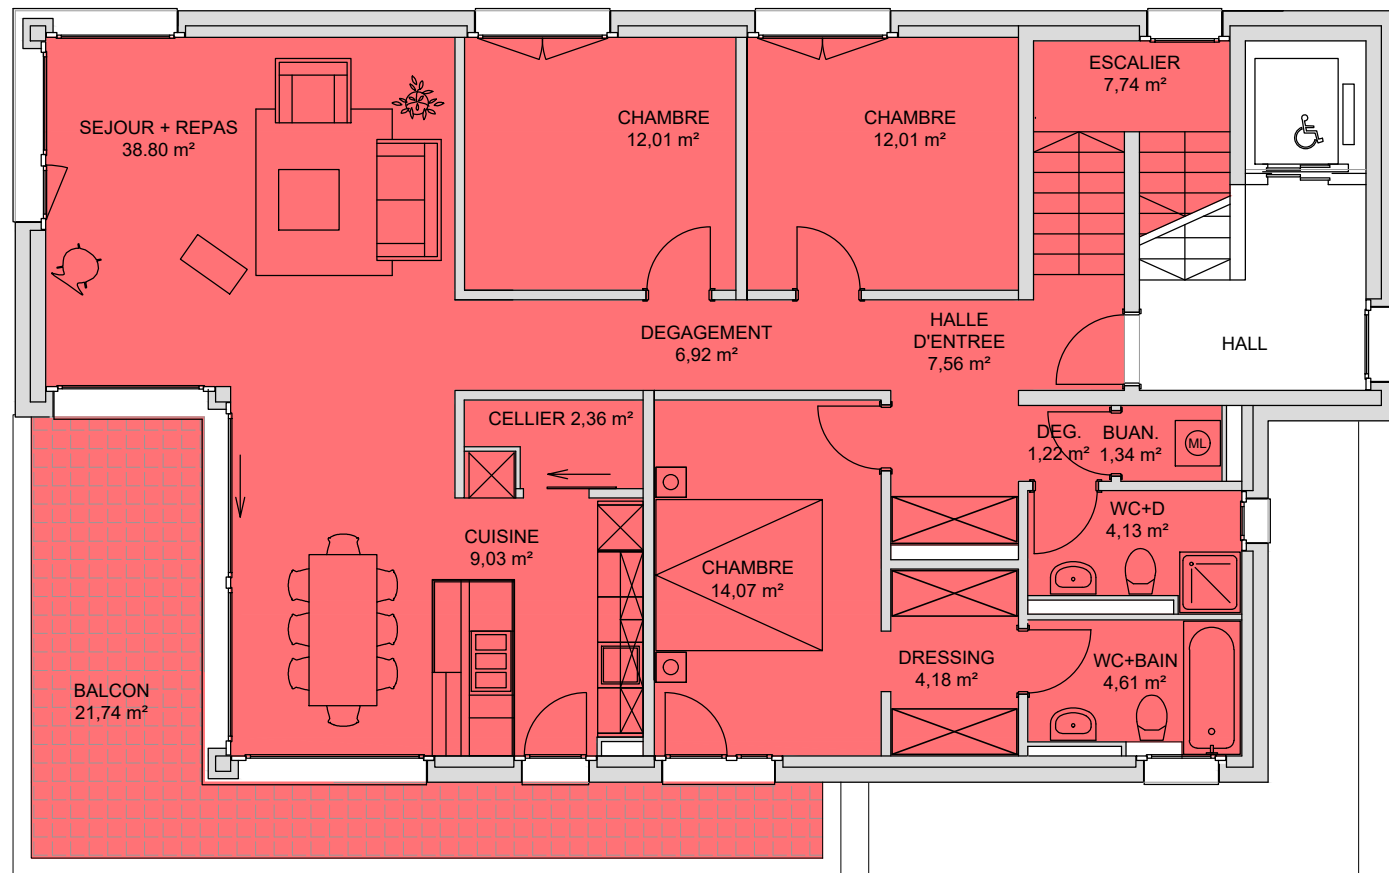 ESCALIER
7,74 m²
SEJOUR + REPAS
38.80 m²
CHAMBRE
12,01 m²
CHAMBRE
12,01 m²
DEGAGEMENT
6,92 m²
HALLE
D'ENTREE
7,56 m²
HALL
CELLIER 2,36 m²
DEG.
1,22 m²
BUAN.
1,34 m²
ML
WC+D
4,13 m²
CUISINE
9,03 m²
CHAMBRE
14,07 m²
DRESSING
4,18 m²
WC+BAIN
4,61 m²
BALCON
21,74 m²